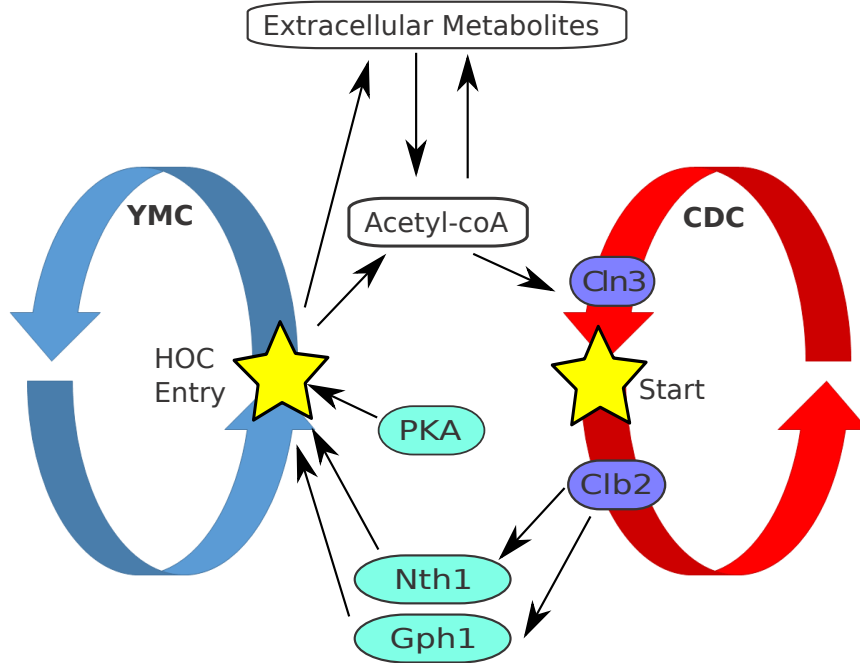 Extracellular Metabolites
YMC
Acetyl-coA
CDC
Cln3
HOC
Entry
Start
PKA
Clb2
Nth1
Gph1